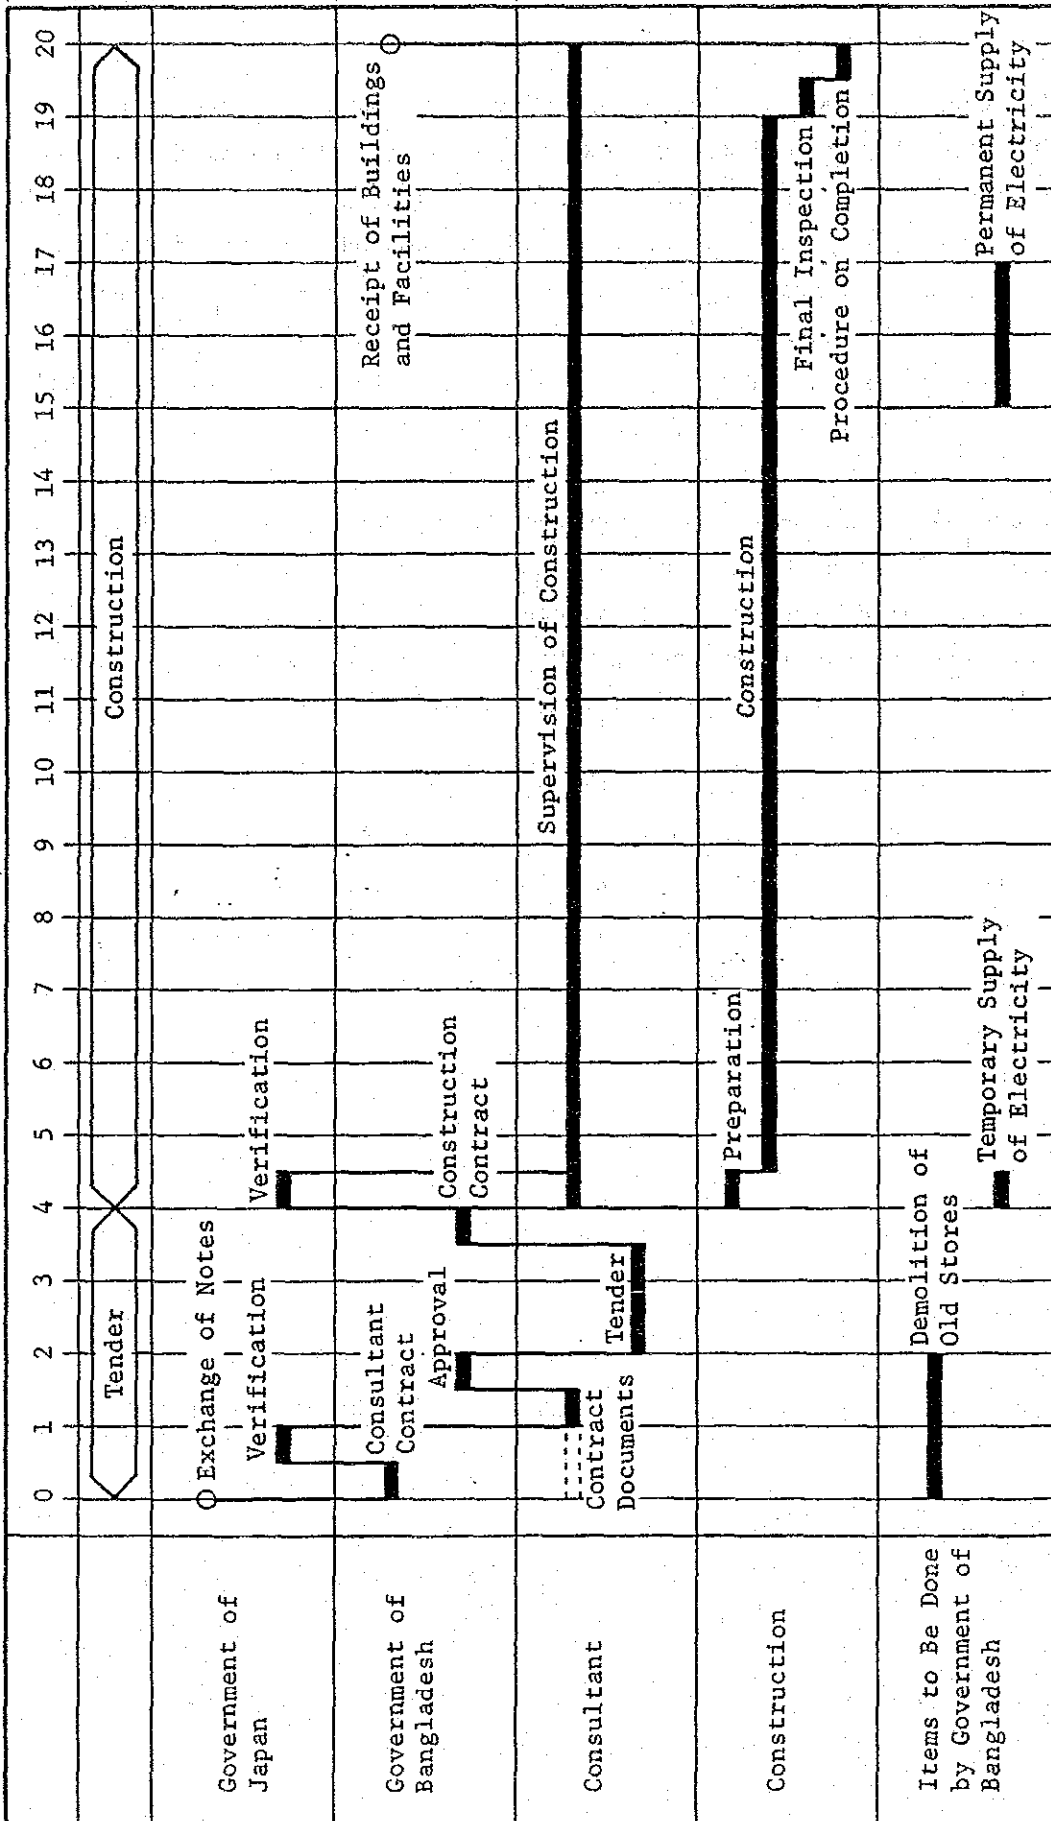 0 1 2 3 4 5 6 7 8 9 10 11 12 13 14 15 16 17 18 19 20
Tender
Construction
Government of
Japan
Exchange of Notes
Verification
Verification
Government of
Bangladesh
Consultant
Contract
Approval
Construction
Contract
Receipt of Buildings
and Facilities
Consultant
Contract
Documents
Tender
Supervision of Construction
Construction
Preparation
Construction
Final Inspection
Procedure on Completion
Items to Be Done
by Government of
Bangladesh
Demolition of
Old Stores
Temporary Supply
of Electricity
Permanent Supply
of Electricity